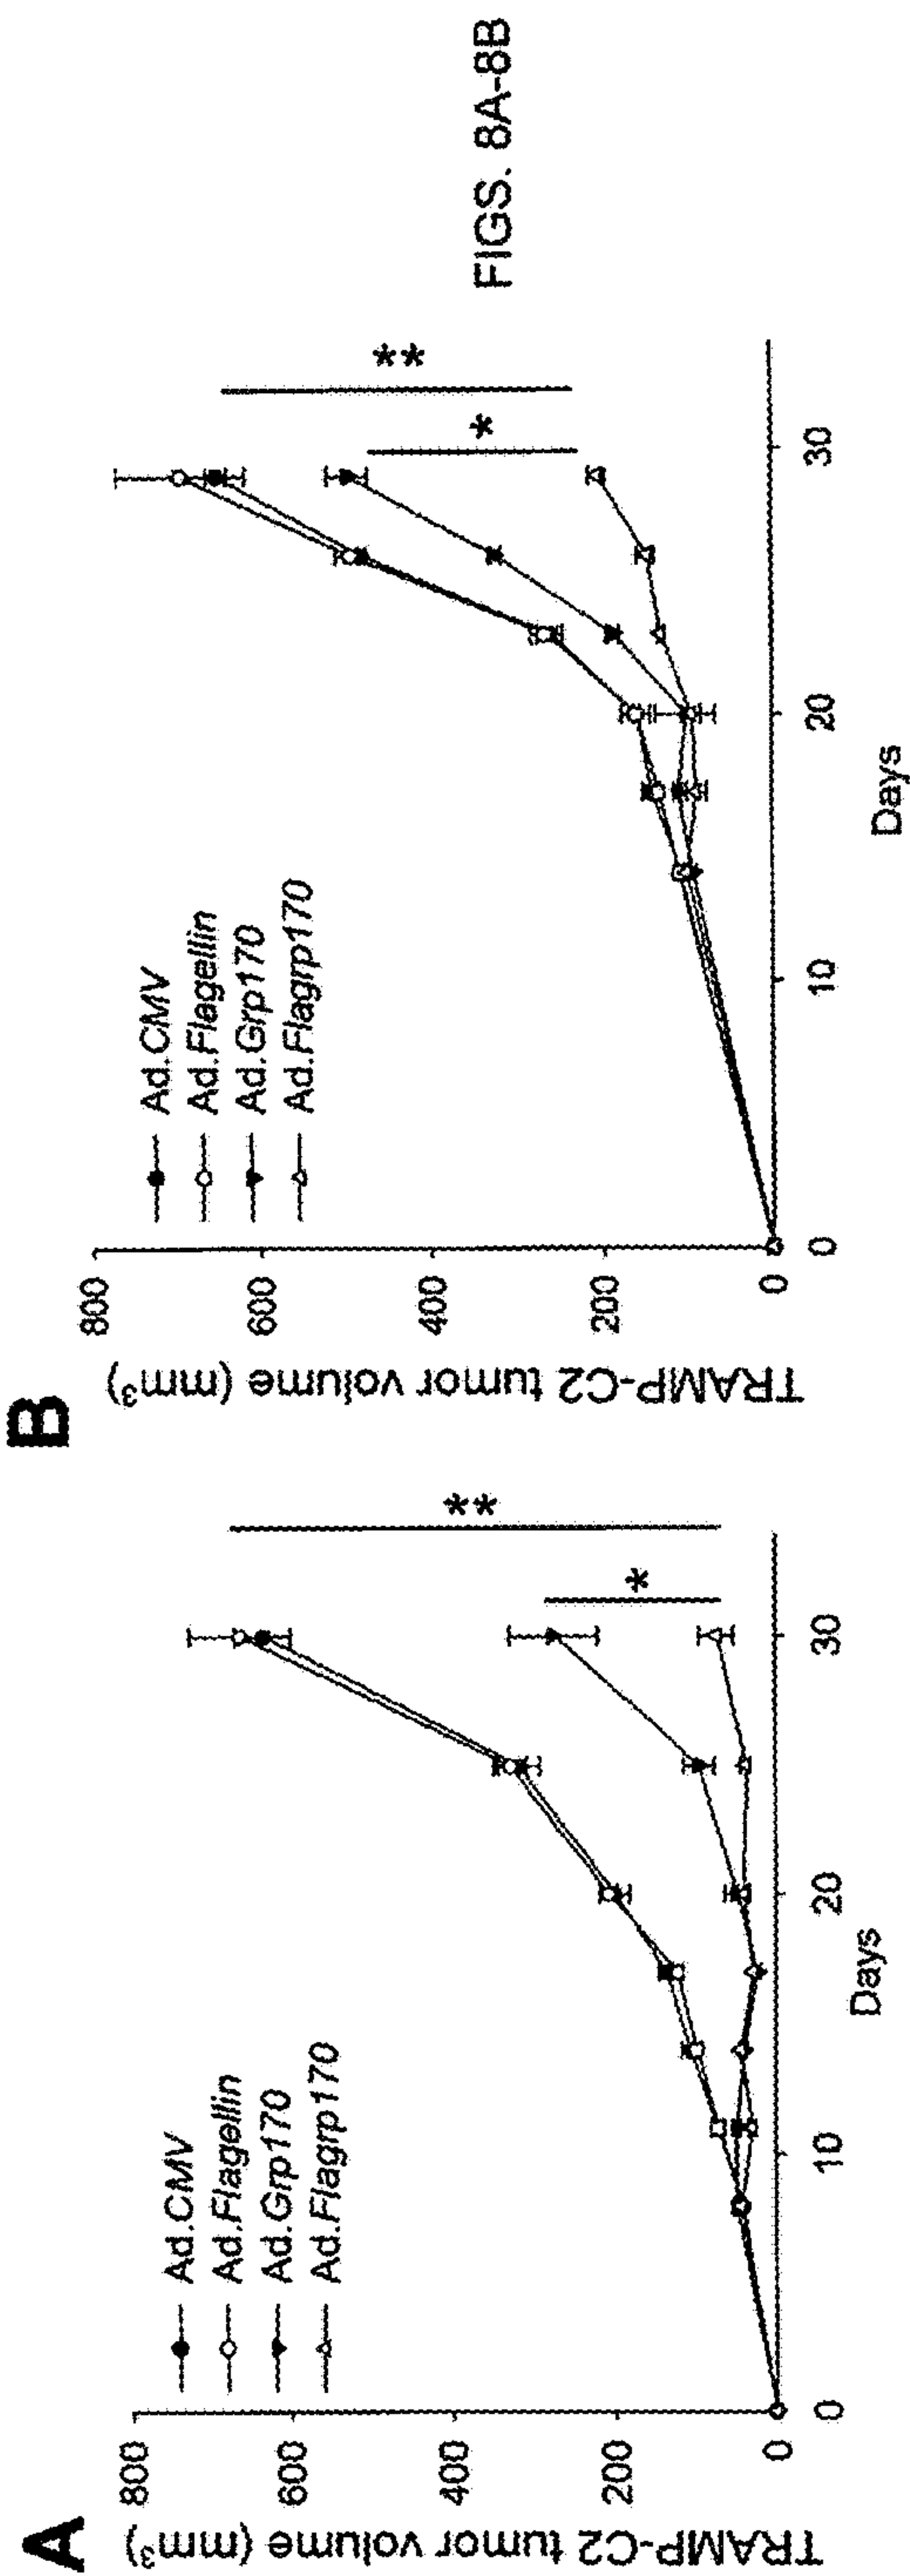 A
TRAMP-C2 tumor volume (mm³)
800
600
400
200
0
Ad.CMV
Ad.Flagellin
Ad.Grp170
Ad.Flagrp170
**
*
0
10
20
30
Days
B
TRAMP-C2 tumor volume (mm³)
800
600
400
200
0
Ad.CMV
Ad.Flagellin
Ad.Grp170
Ad.Flagrp170
**
*
0
10
20
30
Days
FIGS. 8A-8B